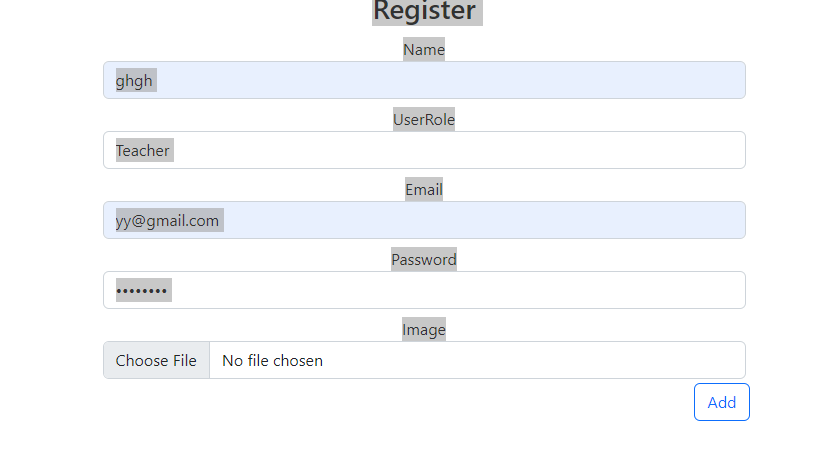 Register
Name
ghgh
UserRole
Teacher
Email
yy@gmail.com
Password
••••••••
Image
Choose File No file chosen
Add